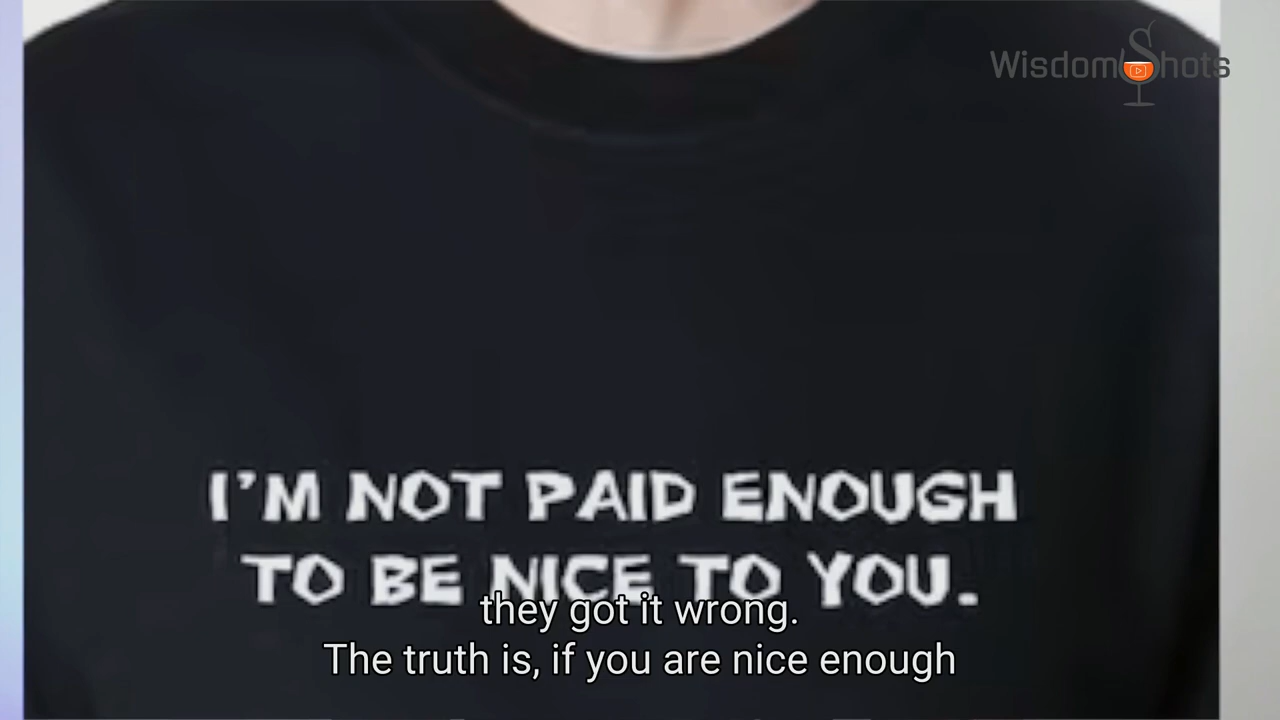 WisdomShots
I'M NOT PAID ENOUGH
TO BE NICE TO YOU.
they got it wrong.
The truth is, if you are nice enough